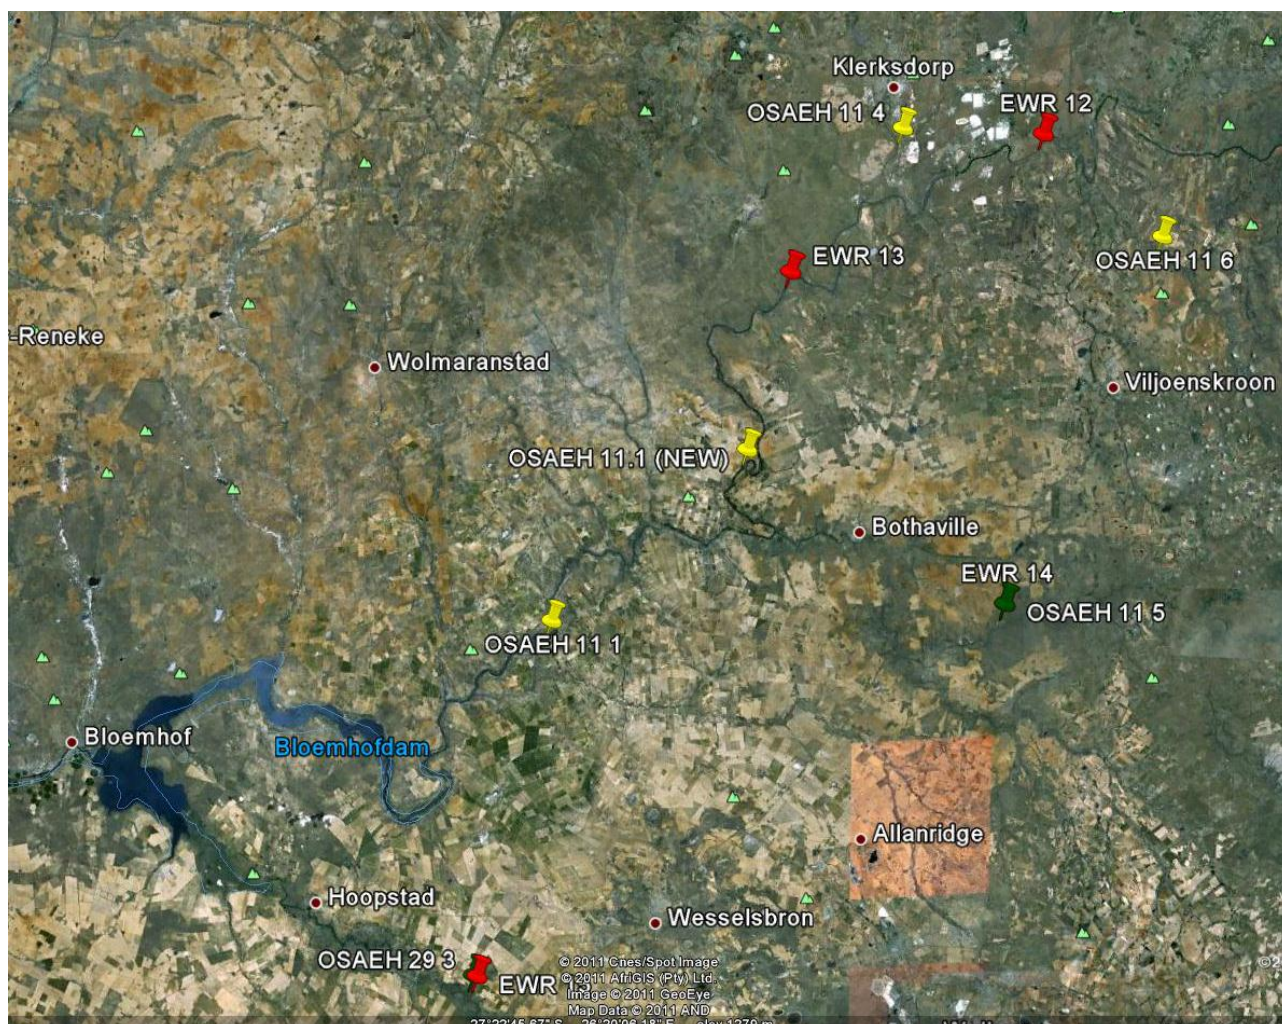 Klerksdorp
OSAEH 11 4
EWR 12
EWR 13
OSAEH 11 6
-Reneke
Wolmaranstad
Viljoenskroon
OSAEH 11.1 (NEW)
Bothaville
EWR 14
OSAEH 11 5
OSAEH 11 1
Bloemhof
Bloemhofdam
Allanridge
Hoopstad
Wesselsbron
OSAEH 29 3
EWR 15
© 2011 Cnes/Spot Image
© 2011 AfriGIS (Pty) Ltd.
Image © 2011 GeoEye
Map Data © 2011 AND